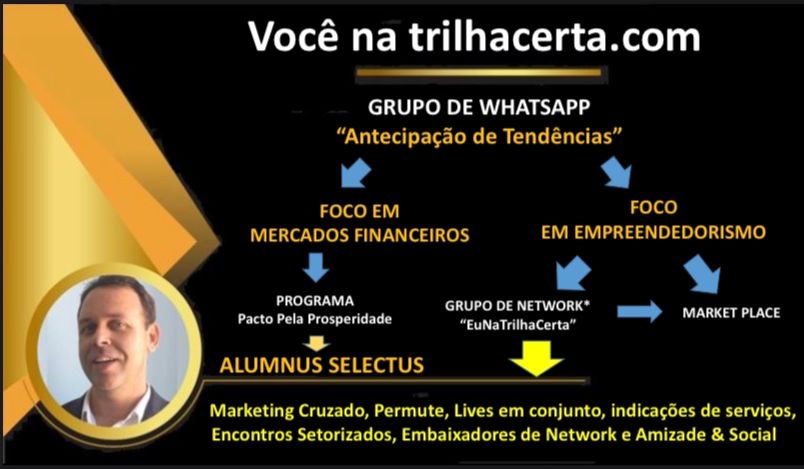 Você na trilhacerta.com
GRUPO DE WHATSAPP
“Antecipação de Tendências”
FOCO EM
MERCADOS FINANCEIROS
FOCO
EM EMPREENDEDORISMO
PROGRAMA
Pacto Pela Prosperidade
GRUPO DE NETWORK*
“EuNaTrilhaCerta”
MARKET PLACE
ALUMNUS SELECTUS
Marketing Cruzado, Permute, Lives em conjunto, indicações de serviços,
Encontros Setorizados, Embaixadores de Network e Amizade & Social